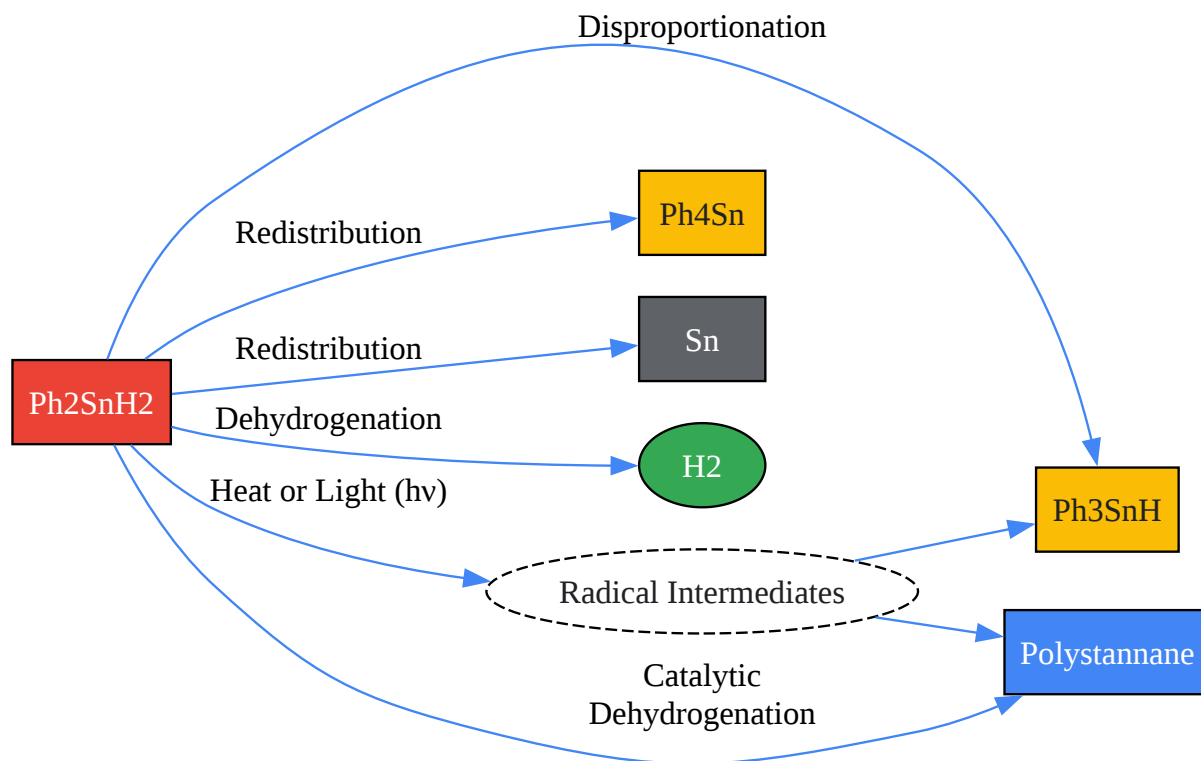 Disproportionation
Ph4Sn
Redistribution
Sn
Redistribution
Ph2SnH2
Dehydrogenation
H2
Heat or Light (hν)
Ph3SnH
Radical Intermediates
Polystannane
Catalytic
Dehydrogenation